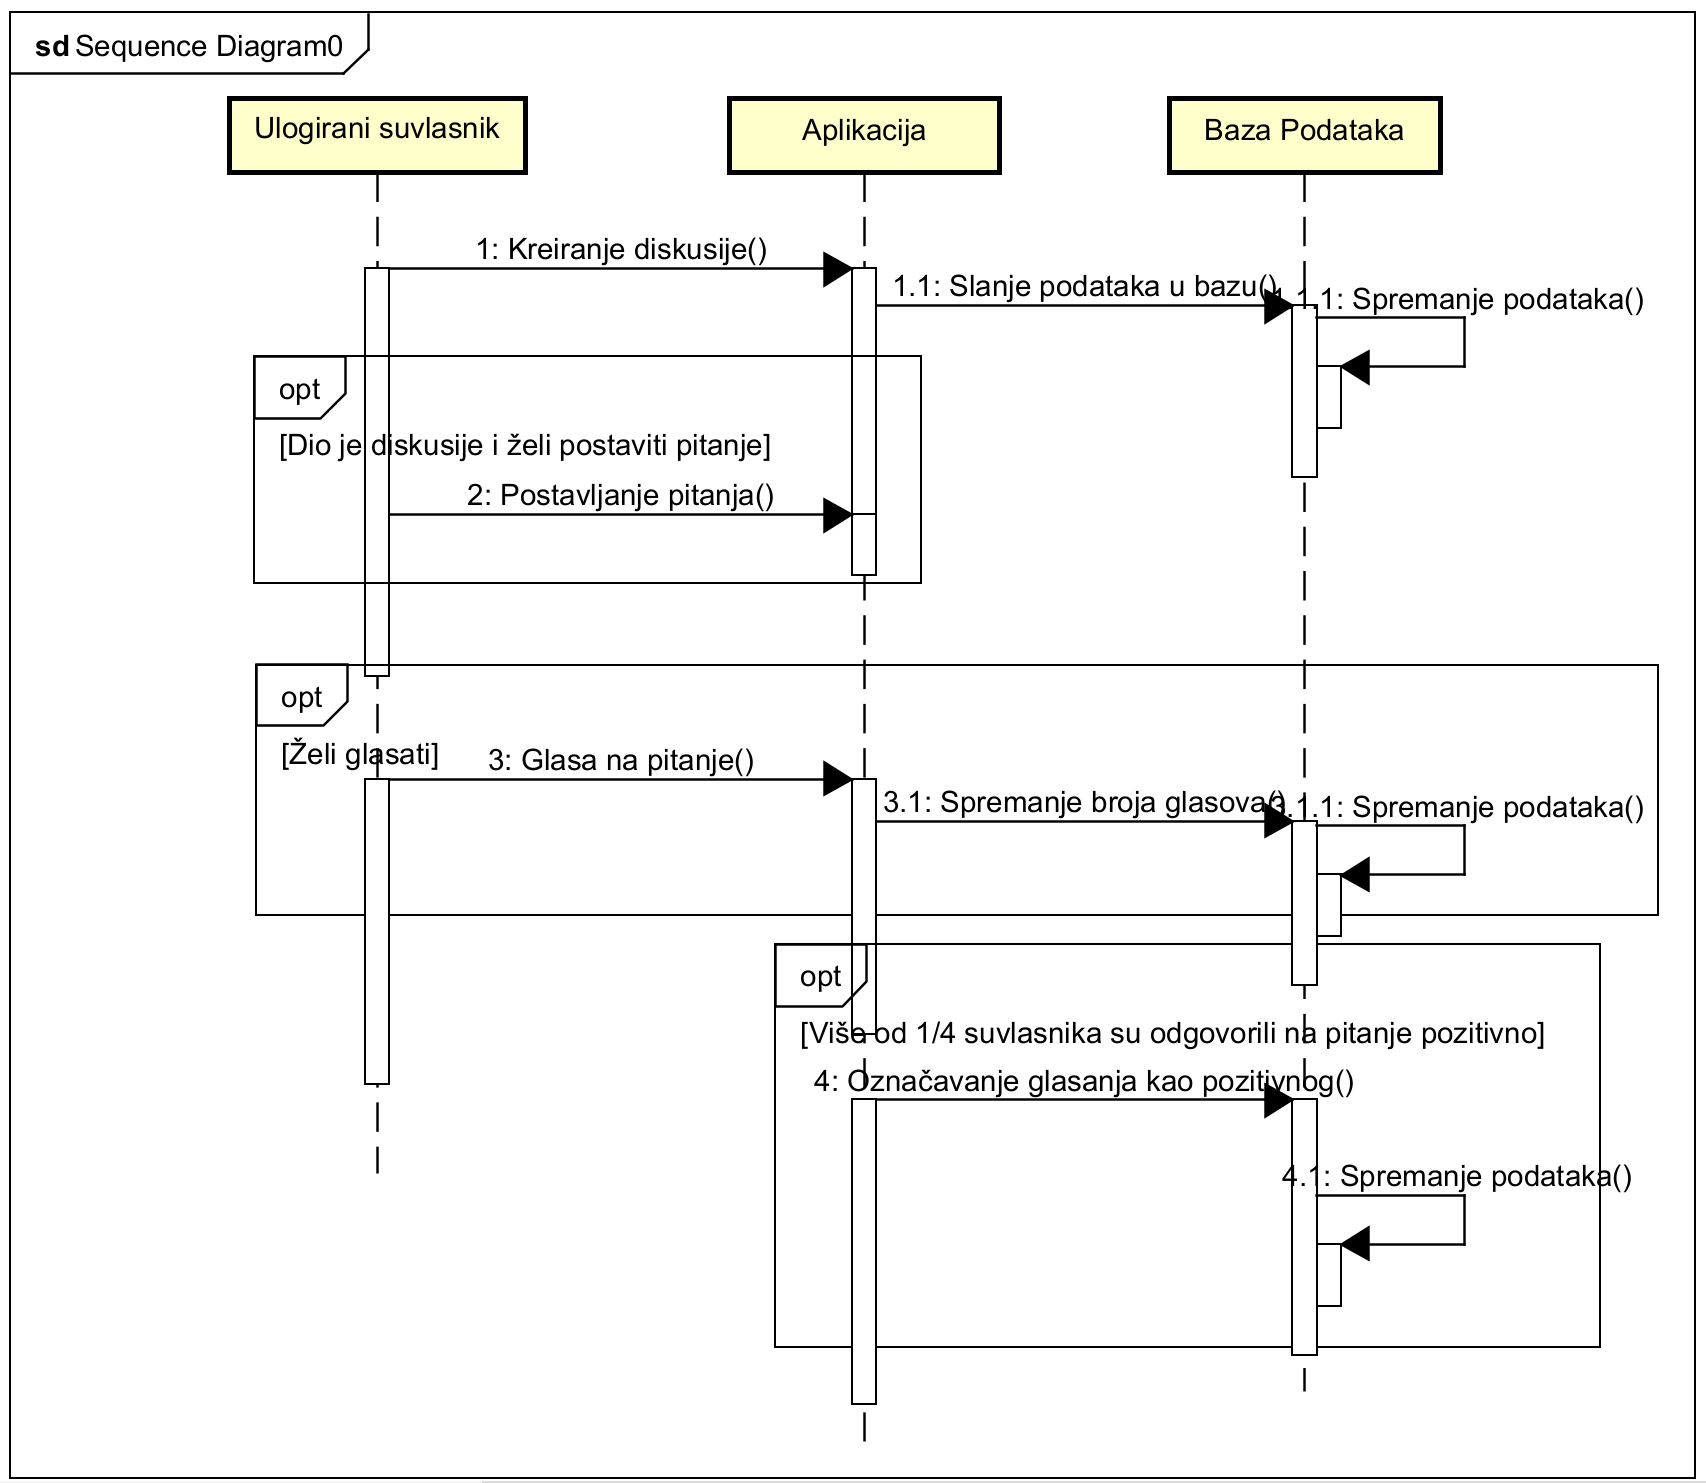 sd Sequence Diagram0
Ulogirani suvlasnik
Aplikacija
Baza Podataka
1: Kreiranje diskusije()
1.1: Slanje podataka u bazu()
1.1.1: Spremanje podataka()
opt
[Dio je diskusije i želi postaviti pitanje]
2: Postavljanje pitanja()
opt
[Želi glasati]
3: Glasa na pitanje()
3.1: Spremanje broja glasova()
3.1.1: Spremanje podataka()
opt
[Više od 1/4 suvlasnika su odgovorili na pitanje pozitivno]
4: Označavanje glasanja kao pozitivnog()
4.1: Spremanje podataka()